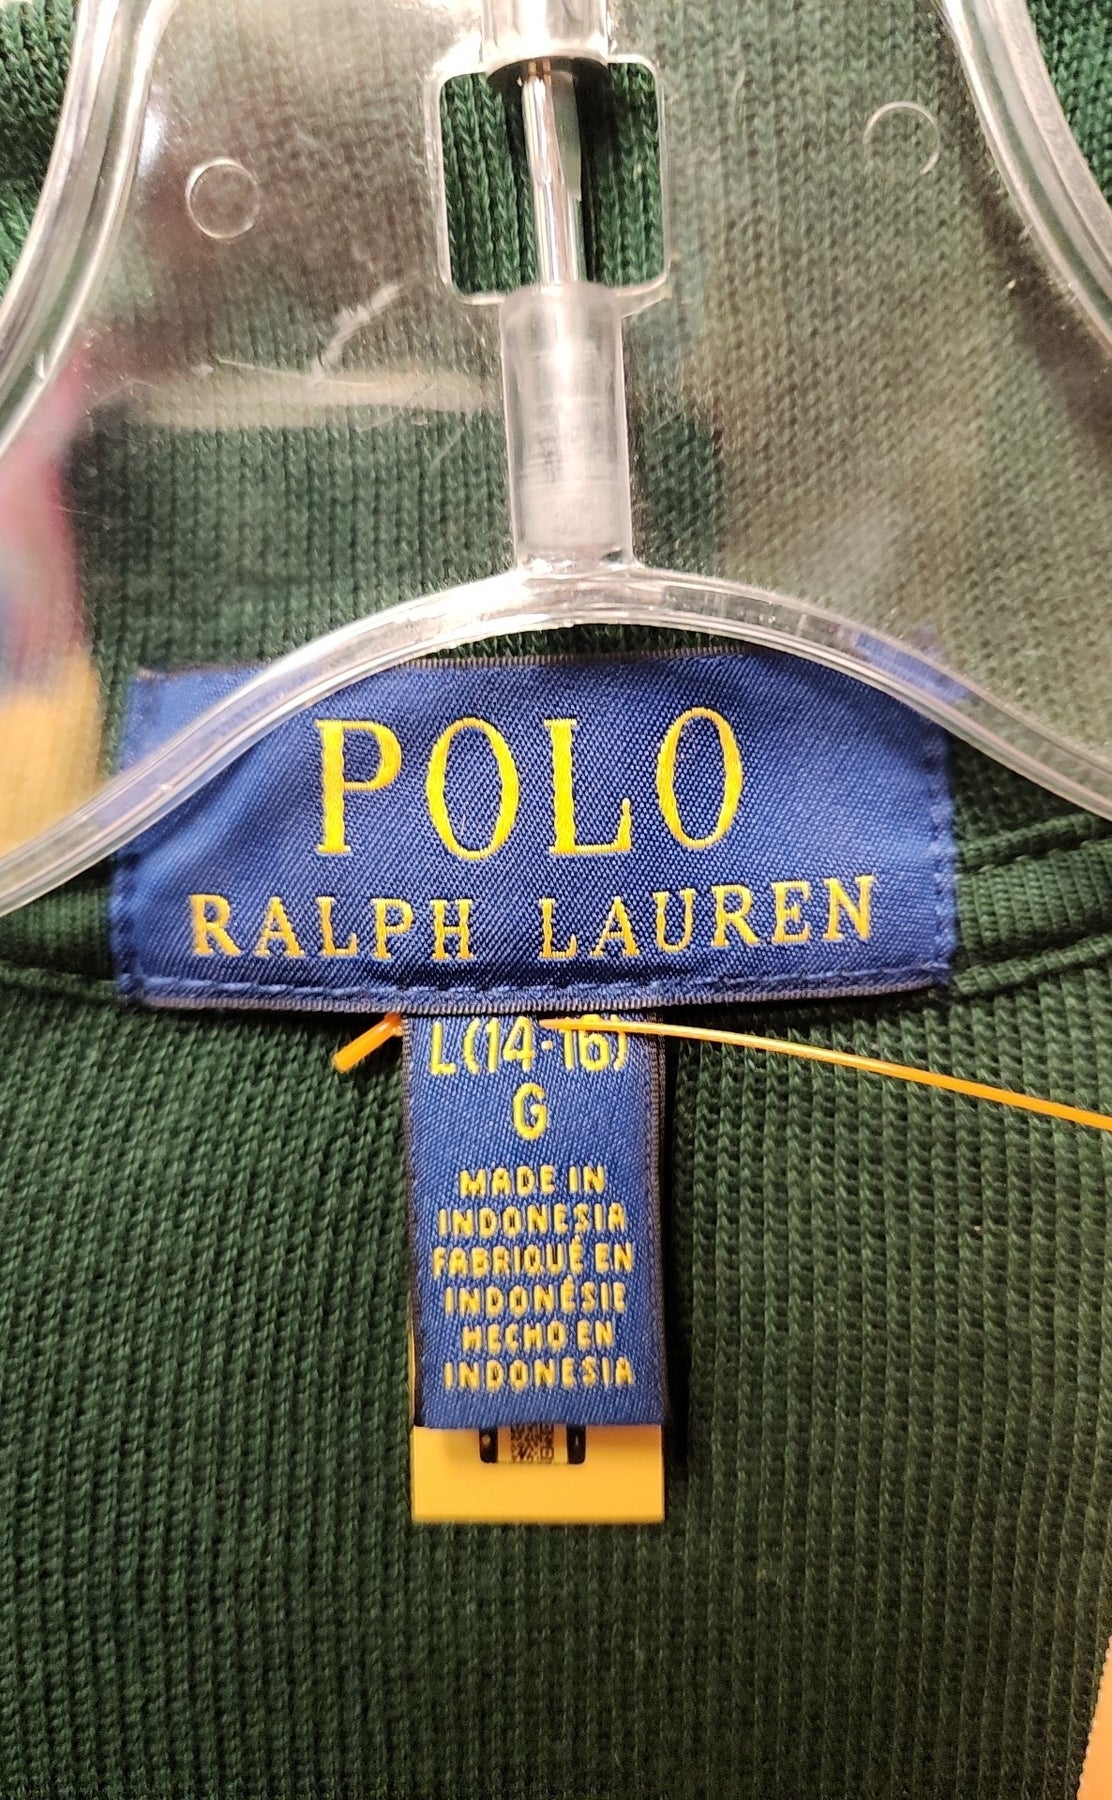 POLO
RALPH LAUREN
L(14-16)
G
MADE IN
INDONESIA
FABRIQUÉ EN
INDONÉSIE
HECHO EN
INDONESIA